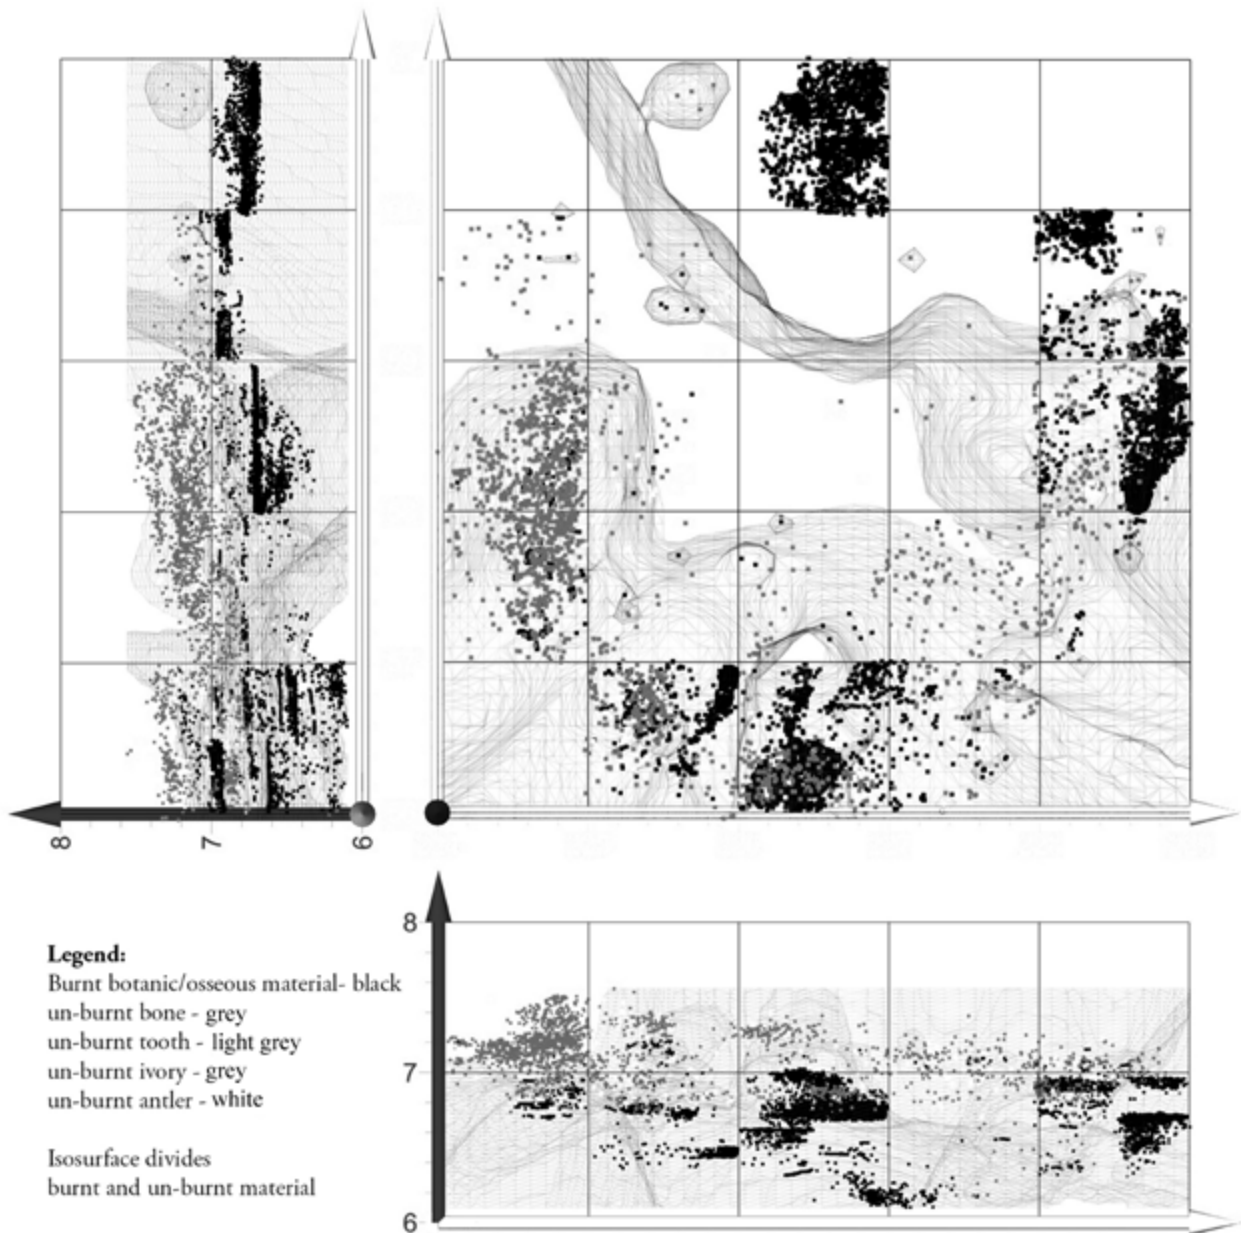 8
7
6
8
7
6
Legend:
Burnt botanic/osseous material- black
un-burnt bone - grey
un-burnt tooth - light grey
un-burnt ivory - grey
un-burnt antler - white
Isosurface divides
burnt and un-burnt material